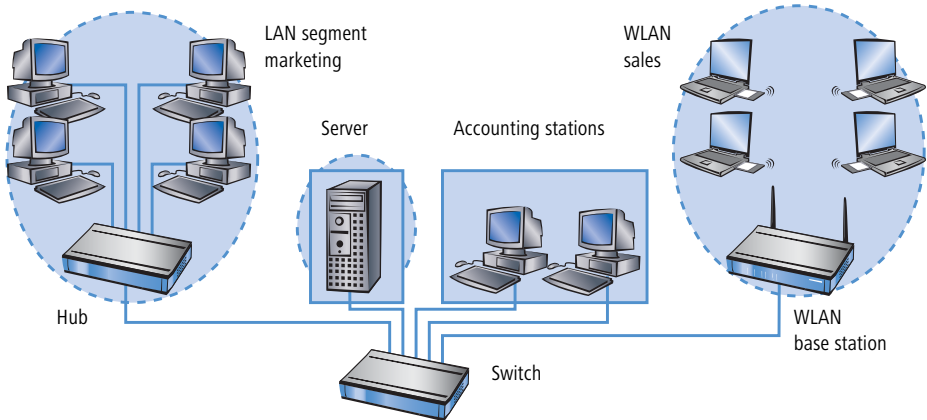 LAN segment
marketing
WLAN
sales
Server
Accounting stations
Hub
WLAN
base station
Switch